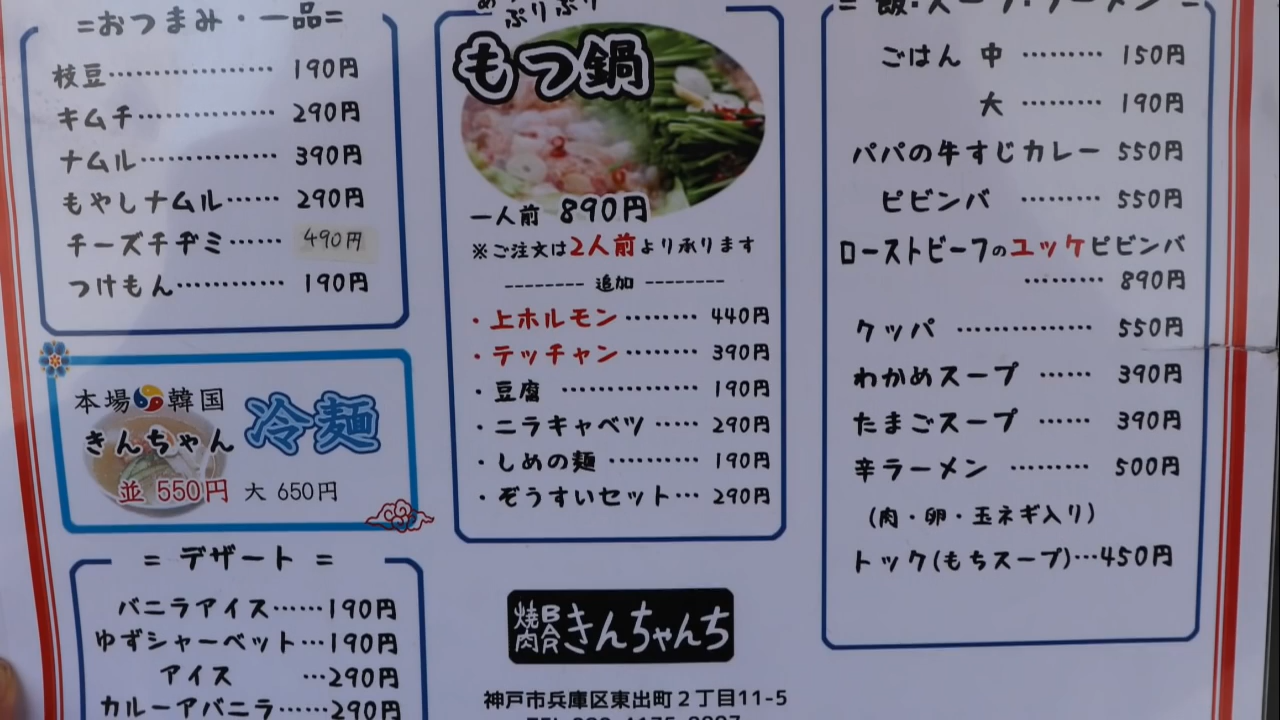 =おつまみ・一品=
枝豆………………190円
キムチ……………290円
ナムル……………390円
もやしナムル……290円
チーズチヂミ……490円
つけもん…………190円
本場 韓国
きんちゃん 冷麺
並 550円 大 650円
= デザート =
バニラアイス……190円
ゆずシャーベット…190円
アイス …290円
カルーアバニラ……290円
ぷりぷり
もつ鍋
一人前 890円
※ご注文は2人前より承ります
-------- 追加 --------
・上ホルモン………440円
・テッチャン………390円
・豆腐 ……………190円
・ニラキャベツ……290円
・しめの麺 …………190円
・ぞうすいセット…290円
焼肉BAR きんちゃんち
神戸市兵庫区東出町2丁目11-5
= 飯・スープ・ラーメン =
ごはん 中 ……… 150円
大 ……… 190円
パパの牛すじカレー 550円
ピビンバ ……… 550円
ローストビーフのユッケピビンバ
……… 890円
クッパ …………… 550円
わかめスープ …… 390円
たまごスープ …… 390円
辛ラーメン ……… 500円
(肉・卵・玉ネギ入り)
トック(もちスープ)…450円